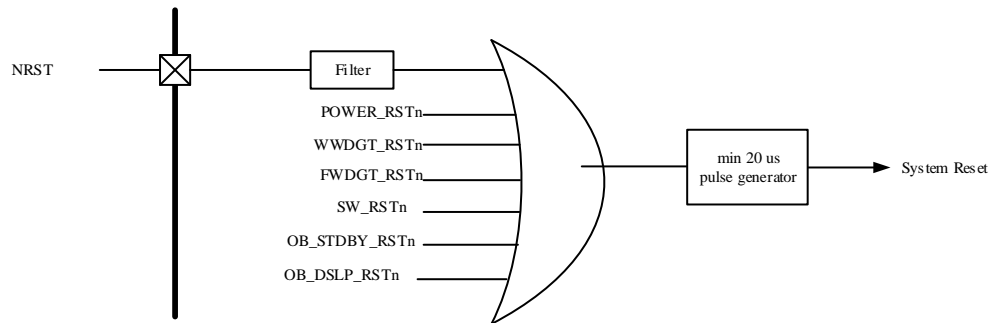 NRST
Filter
POWER_RSTn
WWDGT_RSTn
FWDGT_RSTn
SW_RSTn
OB_STDBY_RSTn
OB_DSLP_RSTn
min 20 us
pulse generator
System Reset